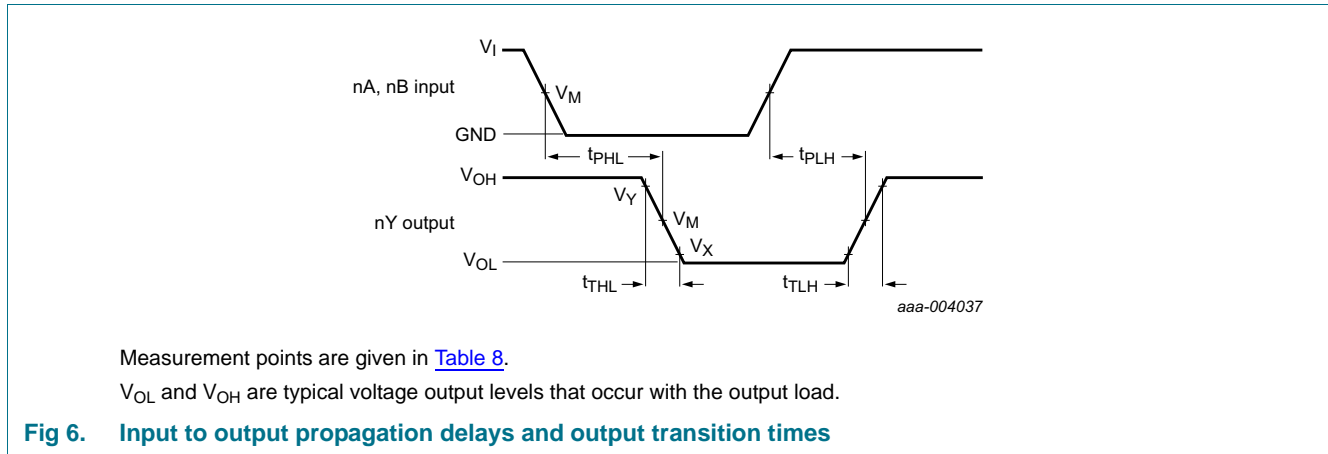 VI
nA, nB input
VM
GND
tPHL
tPLH
VOH
VY
nY output
VM
VX
VOL
tTHL
tTLH
aaa-004037
Measurement points are given in Table 8.
VOL and VOH are typical voltage output levels that occur with the output load.
Fig 6. Input to output propagation delays and output transition times